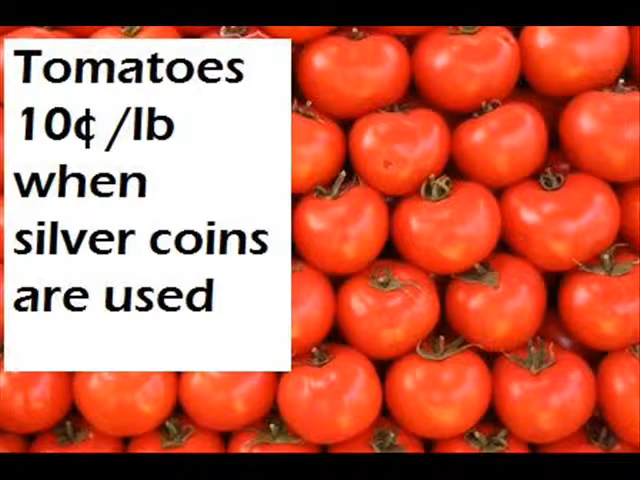 Tomatoes
10¢ /lb
when
silver coins
are used